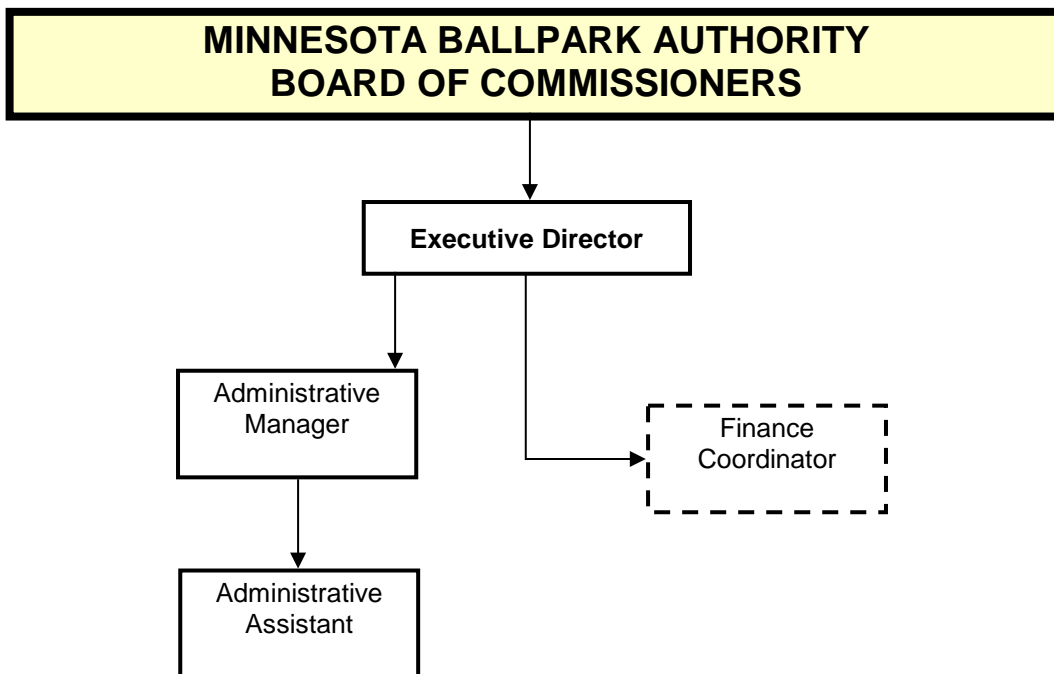 MINNESOTA BALLPARK AUTHORITY
BOARD OF COMMISSIONERS
Executive Director
Administrative
Manager
Finance
Coordinator
Administrative
Assistant